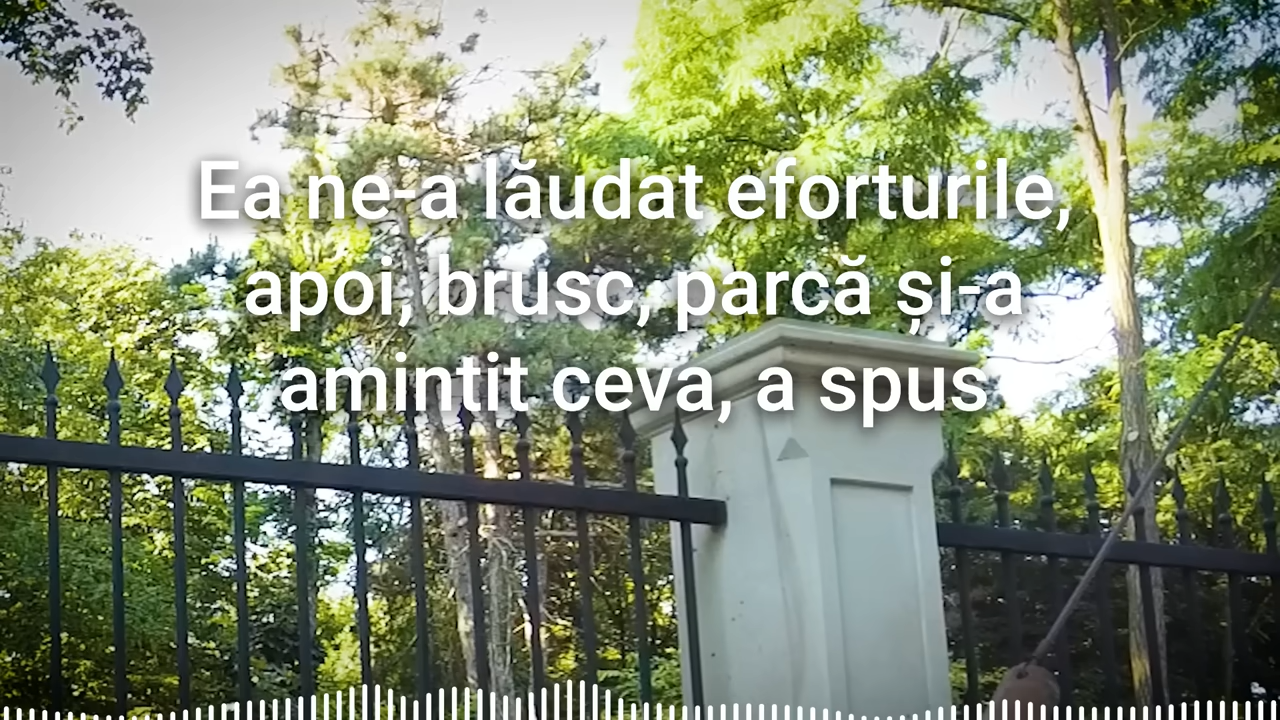 Ea ne-a lăudat eforturile,
apoi, brusc, parcă și-a
amintit ceva, a spus